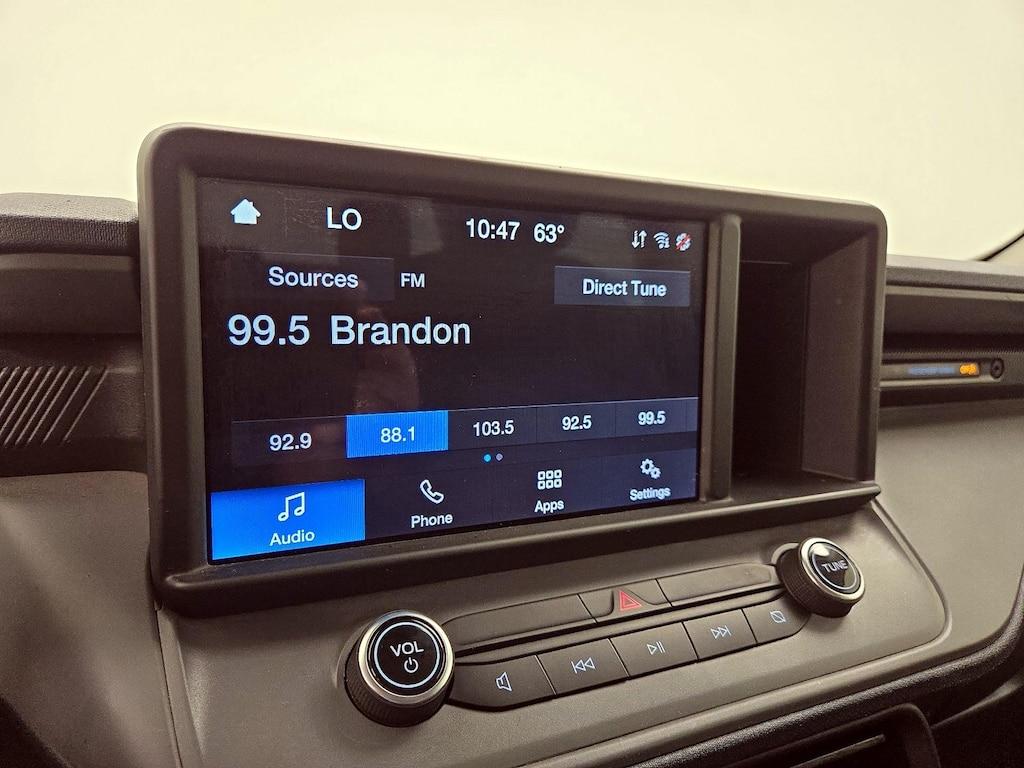 LO
10:47 63°
Sources FM Direct Tune
99.5 Brandon
92.9 88.1 103.5 92.5 99.5
Audio Phone Apps Settings
VOL
TUNE